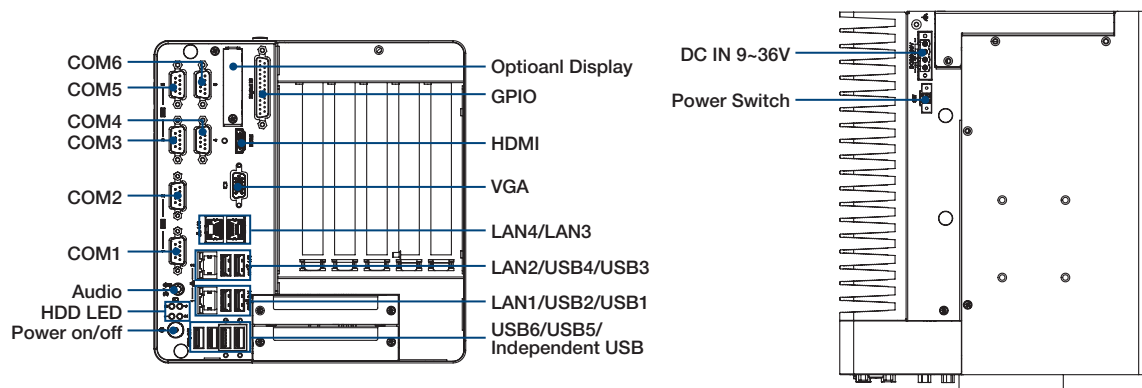 COM6
COM5
COM4
COM3
COM2
COM1
Audio
HDD LED
Power on/off
Optioanl Display
GPIO
HDMI
VGA
LAN4/LAN3
LAN2/USB4/USB3
LAN1/USB2/USB1
USB6/USB5/
Independent USB
DC IN 9~36V
Power Switch